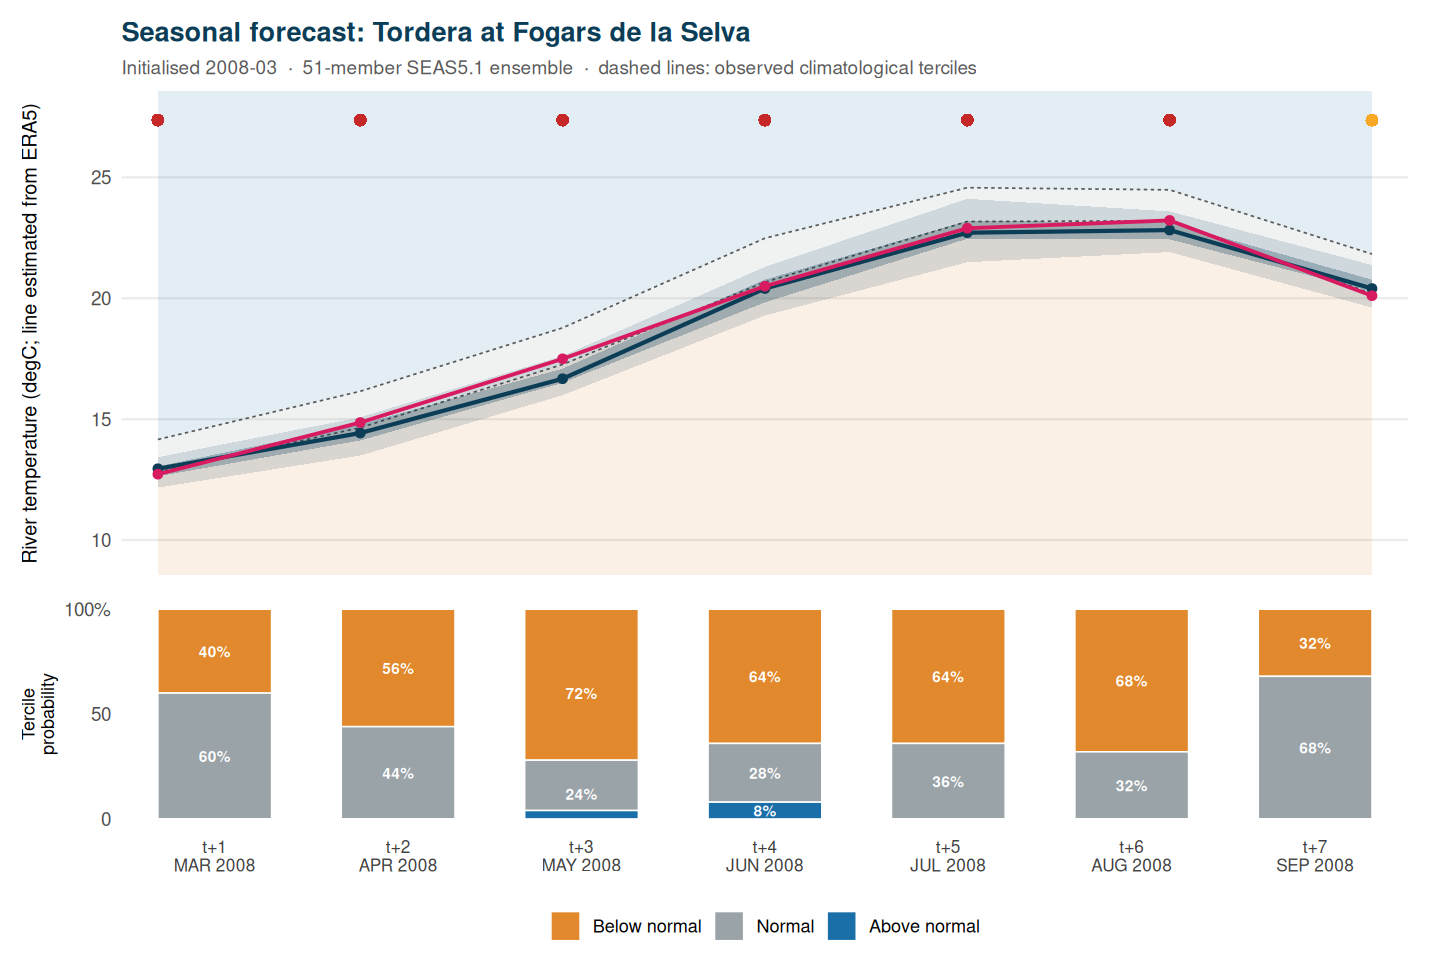 Seasonal forecast: Tordera at Fogars de la Selva
Initialised 2008-03 · 51-member SEAS5.1 ensemble · dashed lines: observed climatological terciles
River temperature (degC; line estimated from ERA5)
25
20
15
10
Tercile
probability
100%
50
0
40%
60%
56%
44%
72%
24%
64%
28%
8%
64%
36%
68%
32%
32%
68%
t+1
MAR 2008
t+2
APR 2008
t+3
MAY 2008
t+4
JUN 2008
t+5
JUL 2008
t+6
AUG 2008
t+7
SEP 2008
Below normal
Normal
Above normal